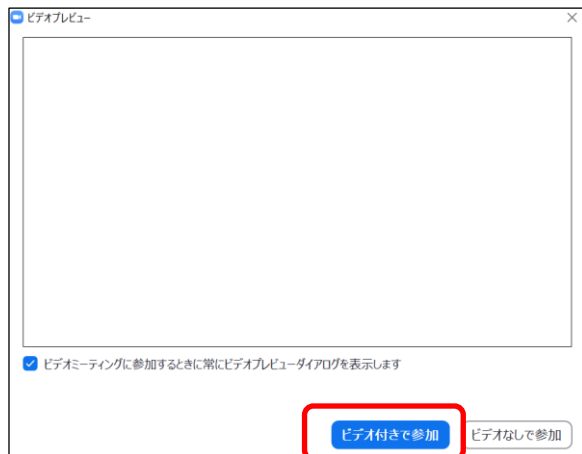 ビデオプレビュー
ビデオミーティングに参加するときに常にビデオプレビューダイアログを表示します
ビデオ付きで参加
ビデオなしで参加